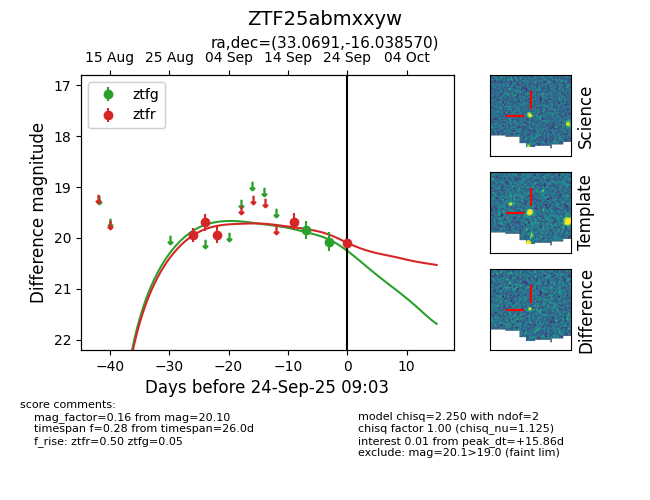 ZTF25abmxxyw
ra,dec=(33.0691,-16.038570)
15 Aug 25 Aug 04 Sep 14 Sep 24 Sep 04 Oct
17
18
19
20
21
22
Difference magnitude
ztfg
ztfr
−40 −30 −20 −10 0 10
Days before 24-Sep-25 09:03
Science
Template
Difference
score comments:
mag_factor=0.16 from mag=20.10
timespan f=0.28 from timespan=26.0d
f_rise: ztfr=0.50 ztfg=0.05
model chisq=2.250 with ndof=2
chisq factor 1.00 (chisq_nu=1.125)
interest 0.01 from peak_dt=+15.86d
exclude: mag=20.1>19.0 (faint lim)